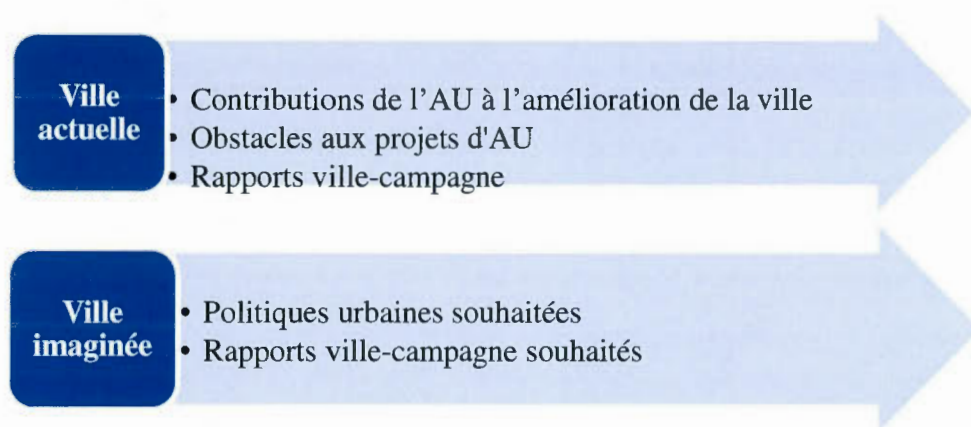 Ville
actuelle
• Contributions de l’AU à l’amélioration de la ville
• Obstacles aux projets d'AU
• Rapports ville-campagne
Ville
imaginée
• Politiques urbaines souhaitées
• Rapports ville-campagne souhaités